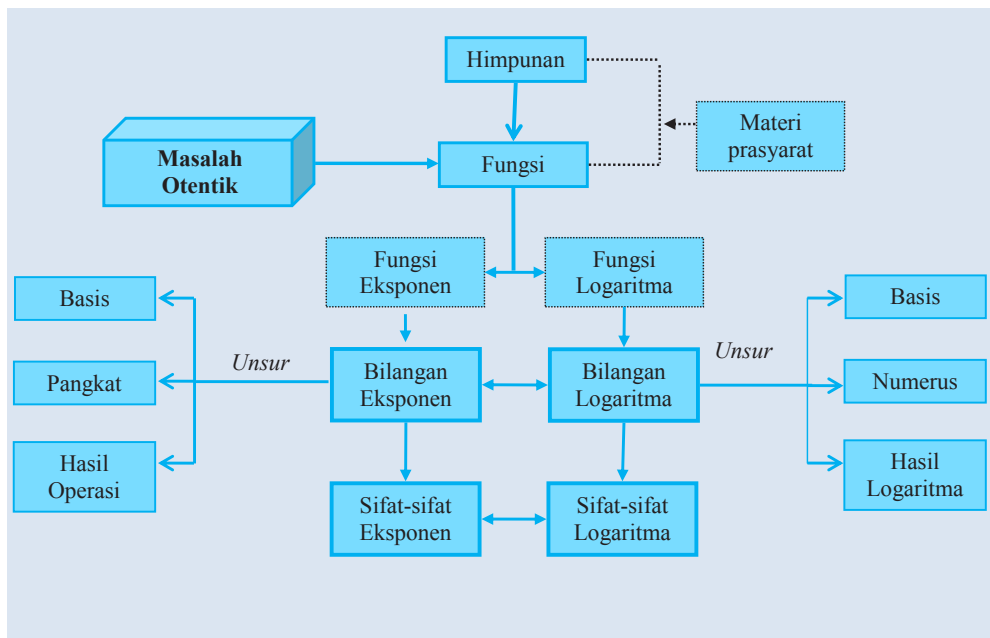 Himpunan
Materi
prasyarat
Masalah
Otentik
Fungsi
Fungsi
Eksponen
Fungsi
Logaritma
Basis
Basis
Unsur
Unsur
Pangkat
Bilangan
Eksponen
Bilangan
Logaritma
Numerus
Hasil
Operasi
Hasil
Logaritma
Sifat-sifat
Eksponen
Sifat-sifat
Logaritma